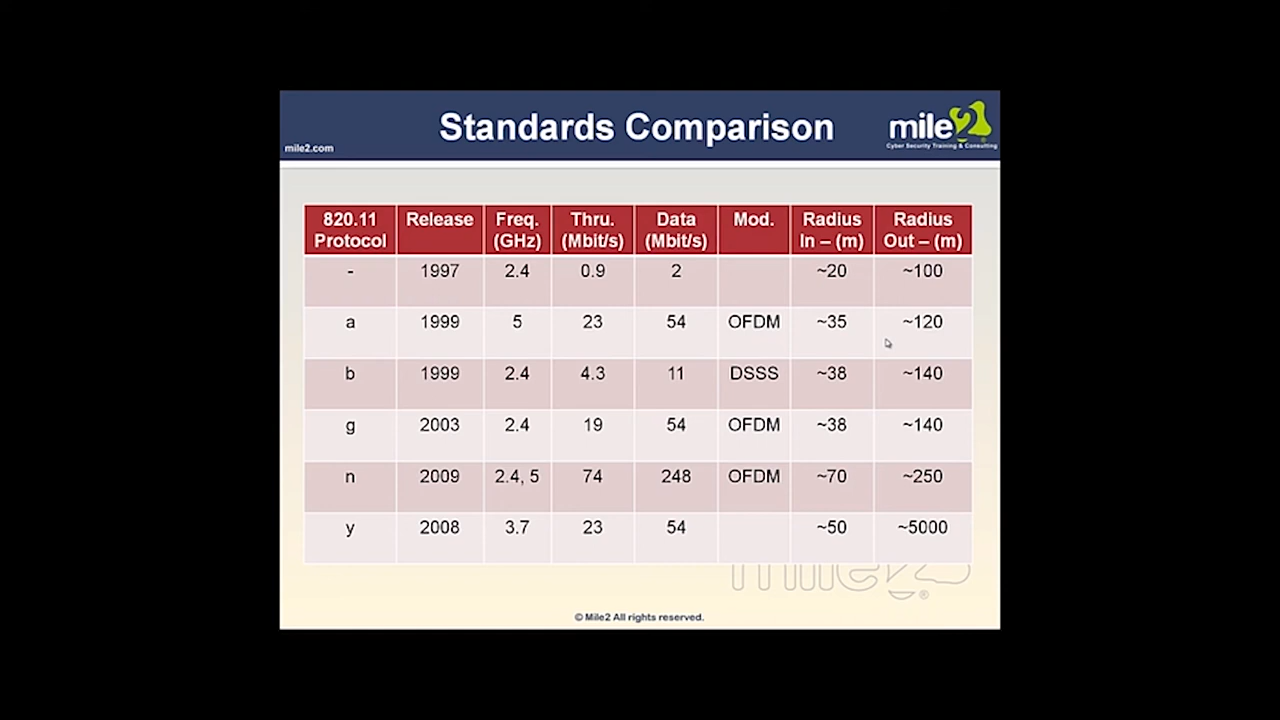 Standards Comparison
mile2
Cyber Security Training & Consulting
mile2.com
820.11 Protocol Release Freq. (GHz) Thru. (Mbit/s) Data (Mbit/s) Mod. Radius In – (m) Radius Out – (m)
- 1997 2.4 0.9 2 ~20 ~100
a 1999 5 23 54 OFDM ~35 ~120
b 1999 2.4 4.3 11 DSSS ~38 ~140
g 2003 2.4 19 54 OFDM ~38 ~140
n 2009 2.4, 5 74 248 OFDM ~70 ~250
y 2008 3.7 23 54 ~50 ~5000
mile2 ®
© Mile2 All rights reserved.